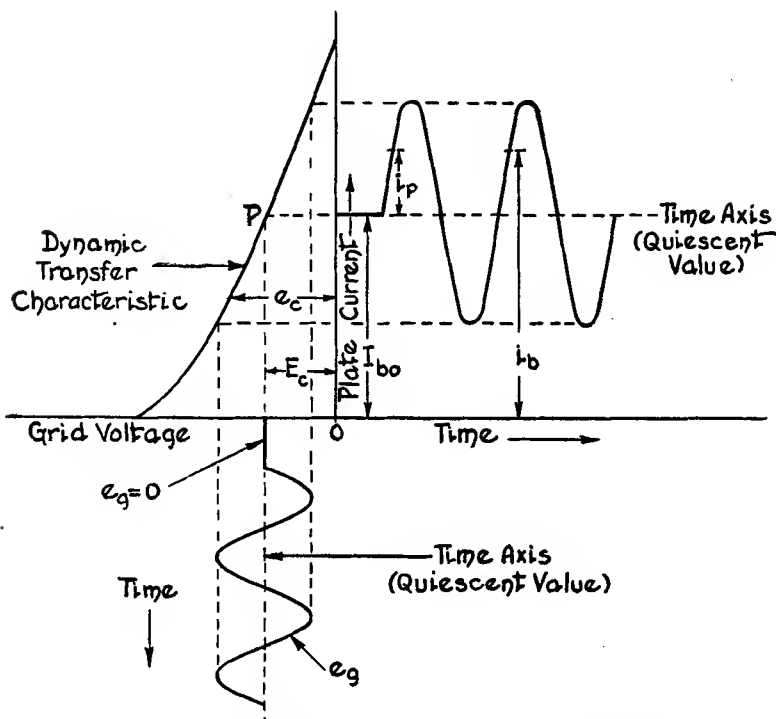 P
Dynamic
Transfer
Characteristic
e_c
E_c
Plate Current
I_bo
i_p
i_b
Time Axis
(Quiescent
Value)
Grid Voltage
0
Time
e_g=0
Time Axis
(Quiescent Value)
Time
e_g